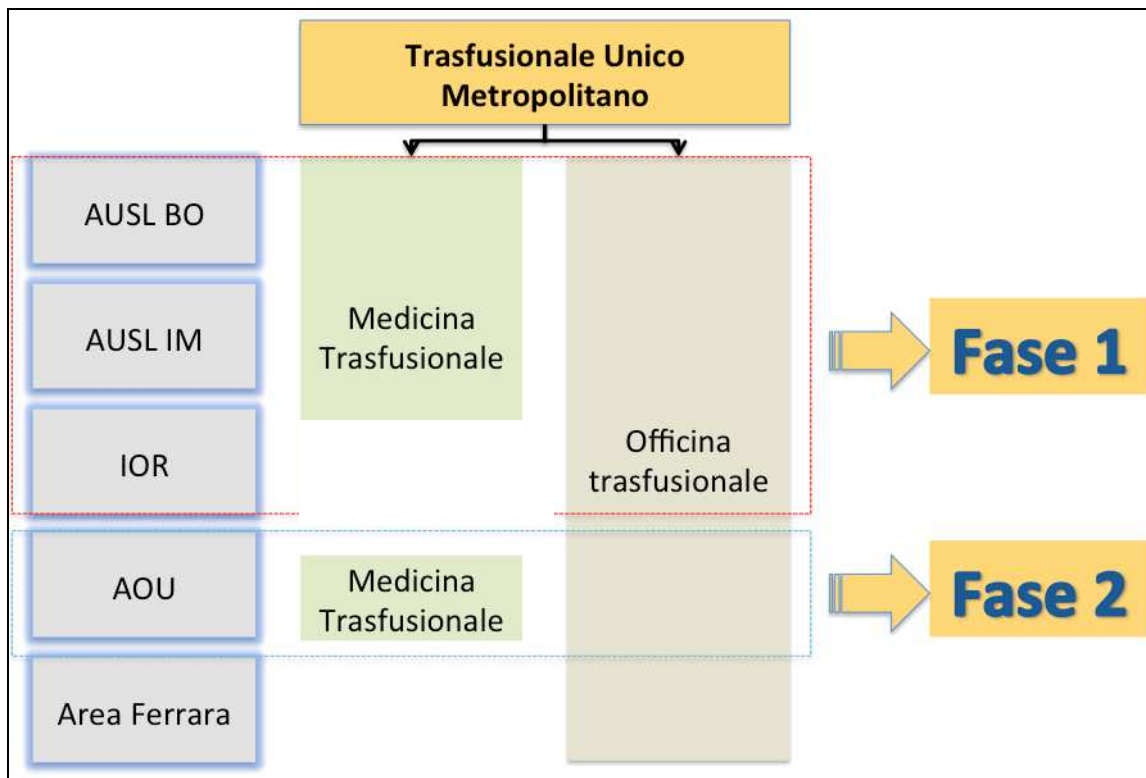 Trasfusionale Unico
Metropolitano
AUSL BO
AUSL IM
IOR
AOU
Area Ferrara
Medicina
Trasfusionale
Medicina
Trasfusionale
Officina
trasfusionale
Fase 1
Fase 2